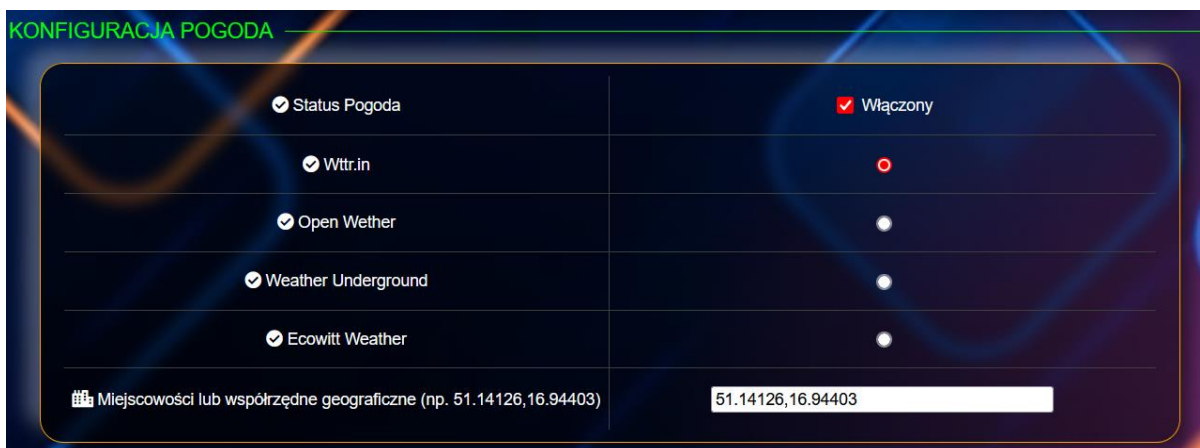 KONFIGURACJA POGODA
Status Pogoda
Włączony
Wttr.in
Open Wether
Weather Underground
Ecowitt Weather
Miejscowości lub współrzędne geograficzne (np. 51.14126,16.94403)
51.14126,16.94403